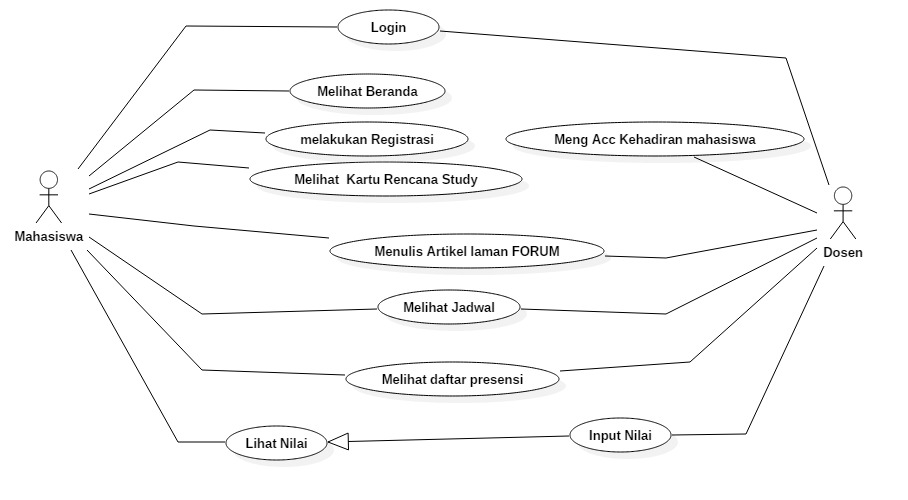 Login
Melihat Beranda
melakukan Registrasi
Meng Acc Kehadiran mahasiswa
Melihat  Kartu Rencana Study
Mahasiswa
Menulis Artikel laman FORUM
Dosen
Melihat Jadwal
Melihat daftar presensi
Lihat Nilai
Input Nilai